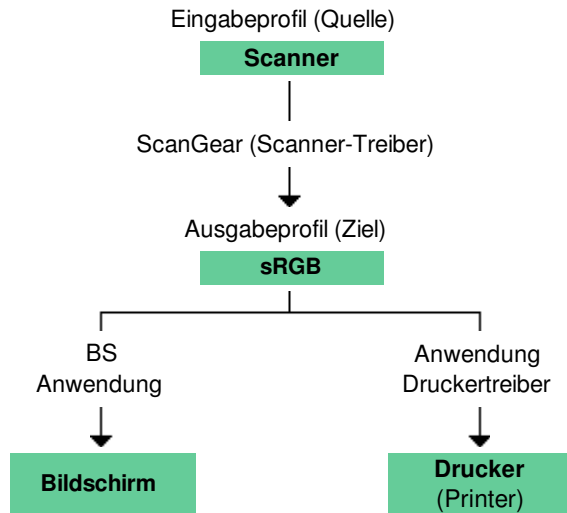 Eingabeprofil (Quelle)
Scanner
ScanGear (Scanner-Treiber)
Ausgabeprofil (Ziel)
sRGB
BS
Anwendung
Anwendung
Druckertreiber
Bildschirm
Drucker
(Printer)